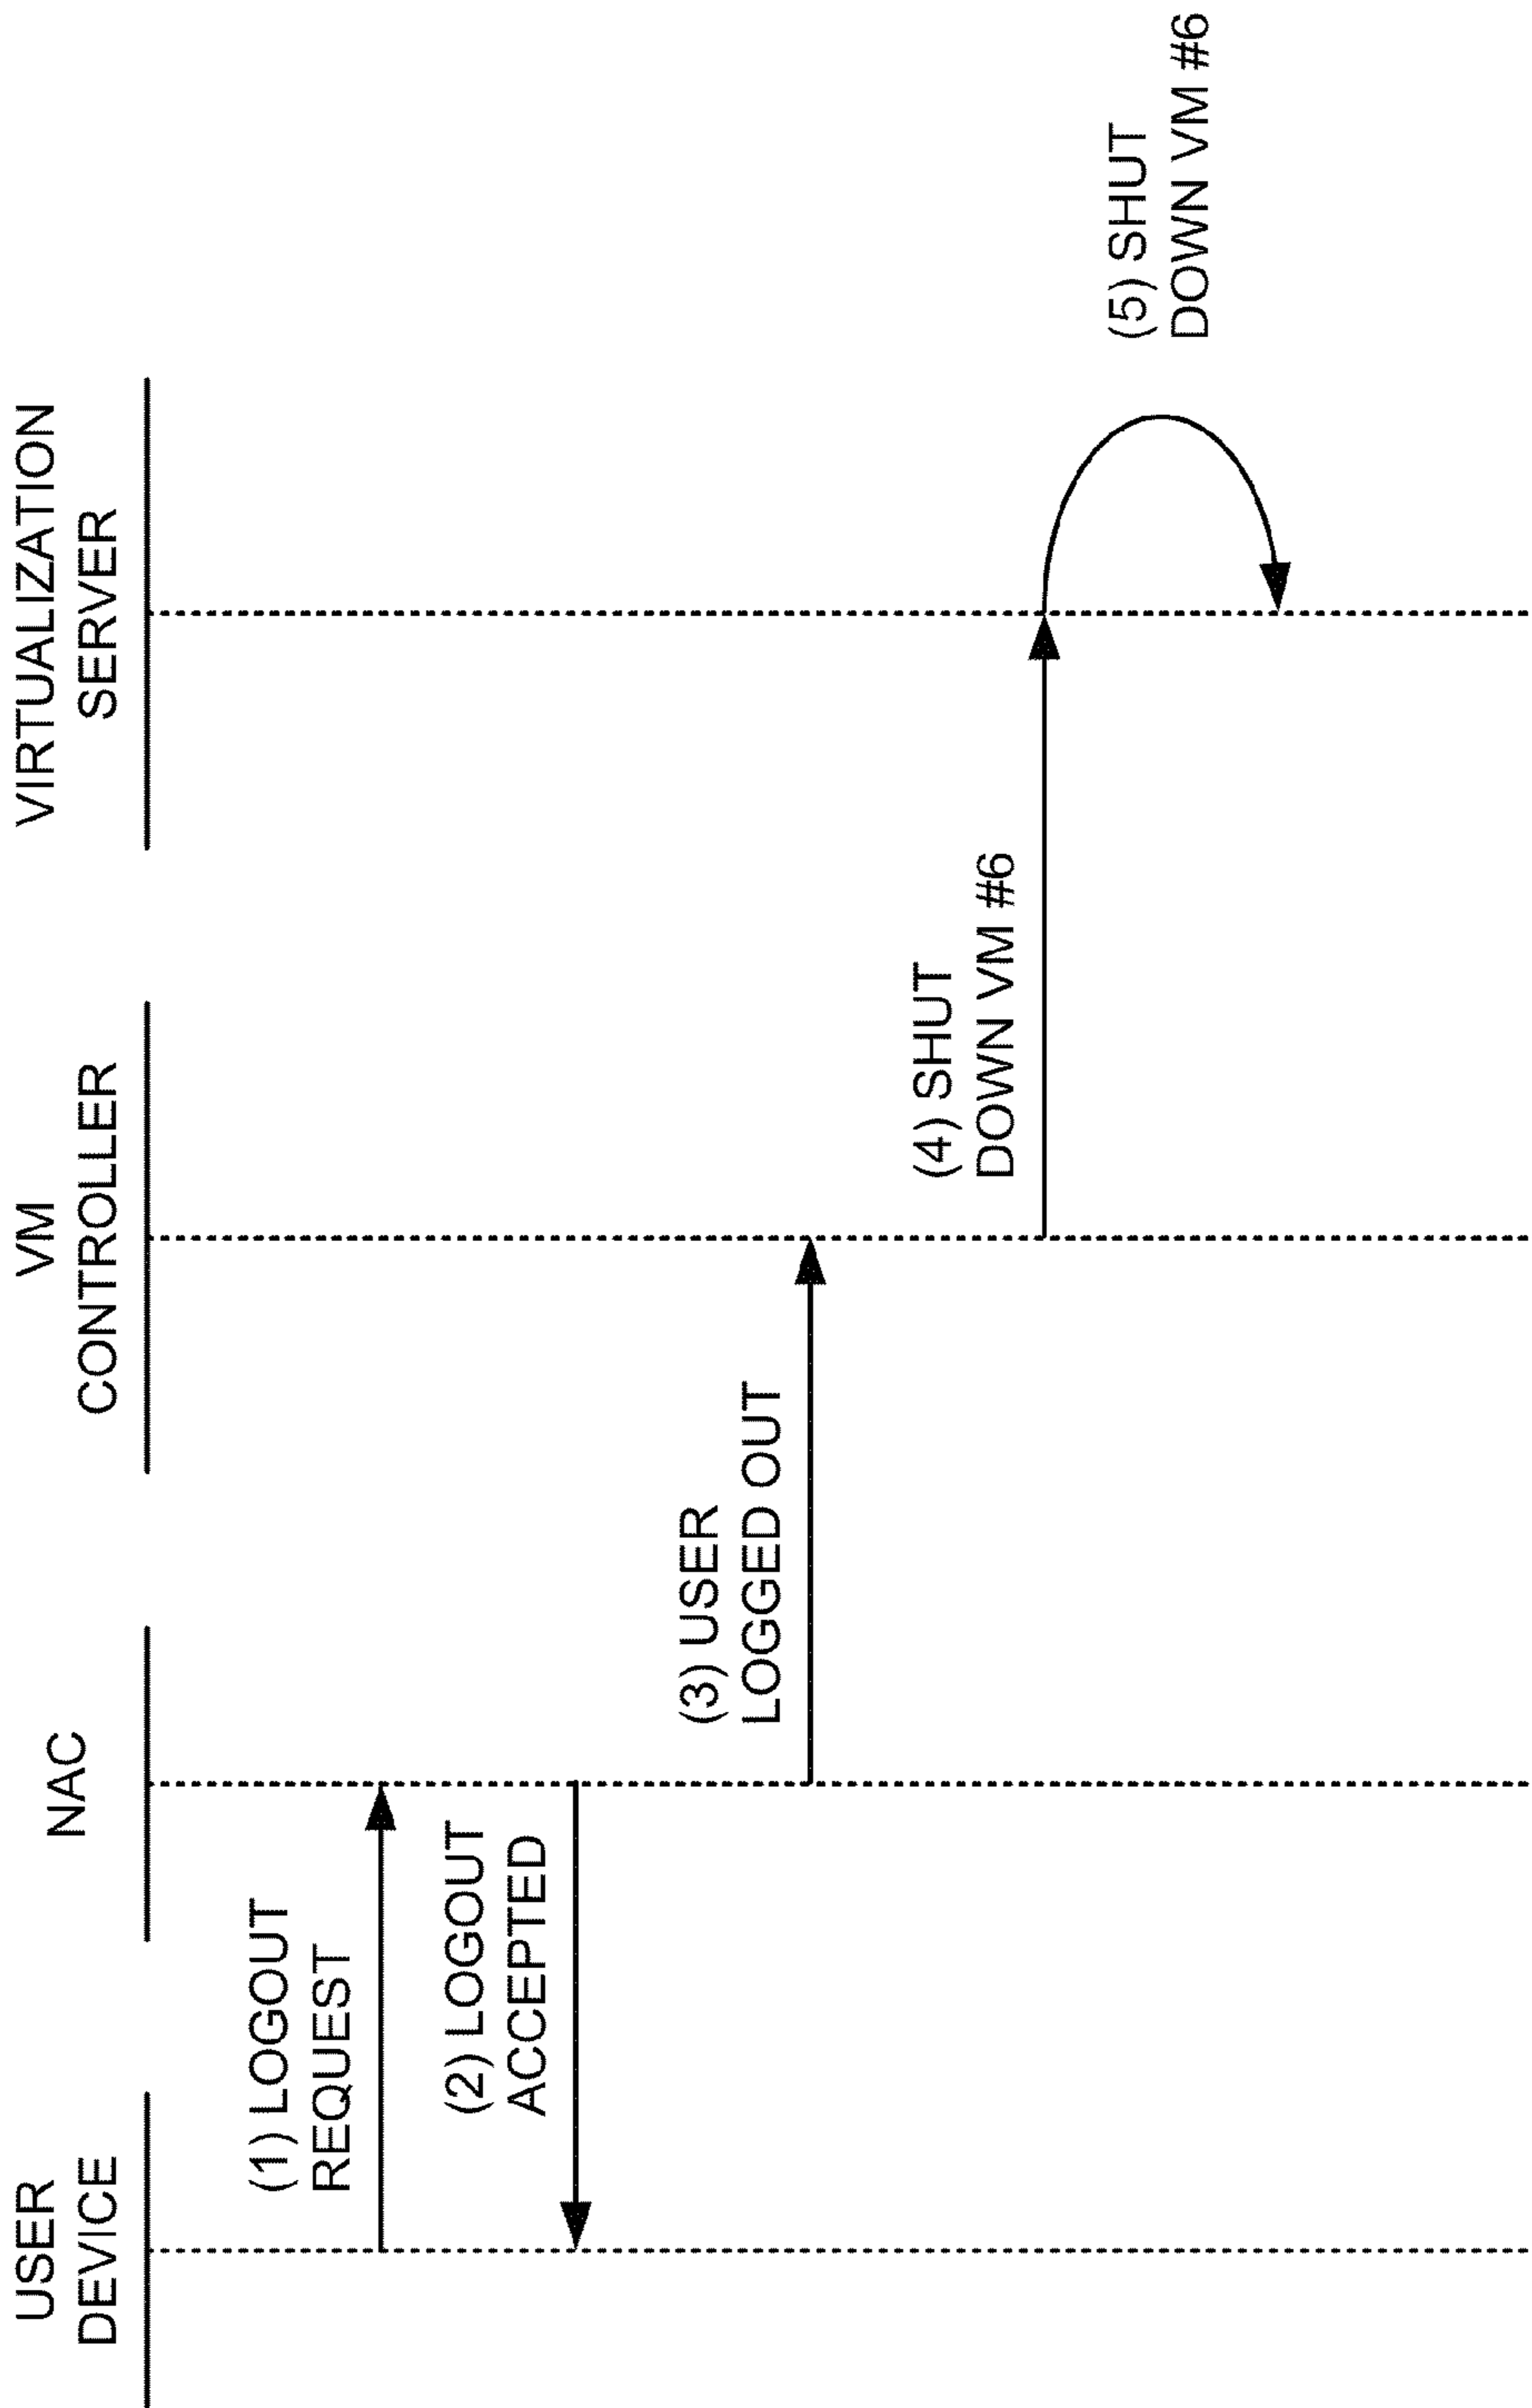 USER
DEVICE
NAC
VM
CONTROLLER
VIRTUALIZATION
SERVER
(1) LOGOUT
REQUEST
(2) LOGOUT
ACCEPTED
(3) USER
LOGGED OUT
(4) SHUT
DOWN VM #6
(5) SHUT
DOWN VM #6